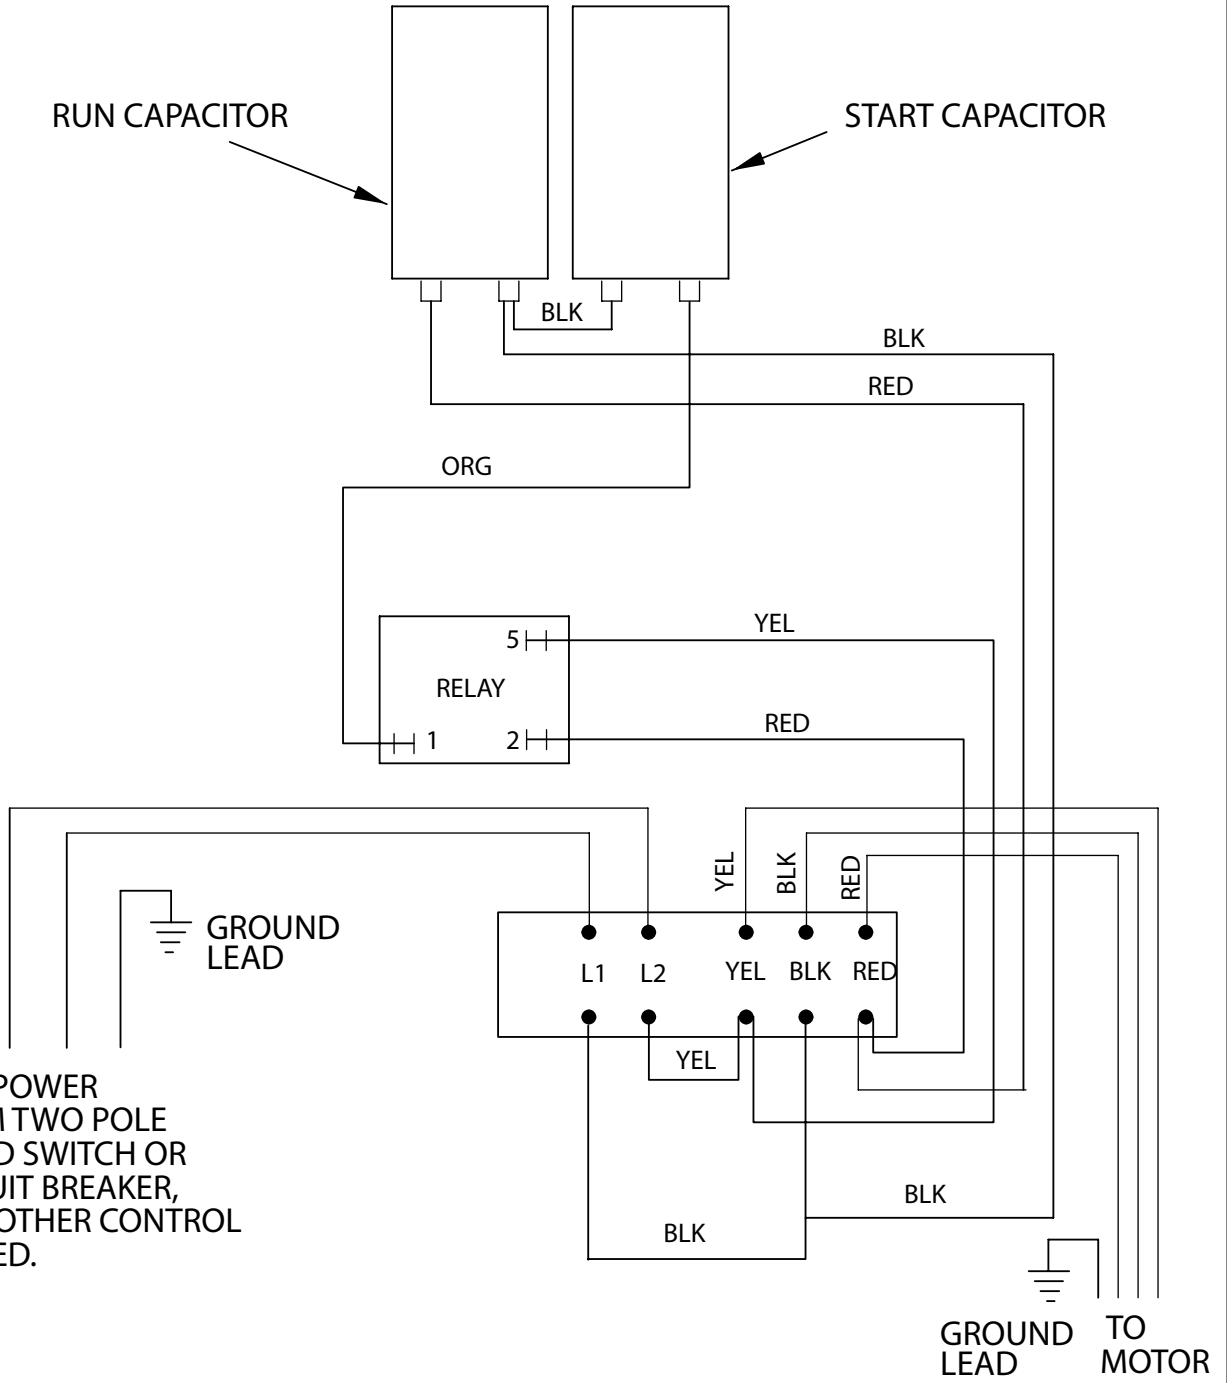 RUN CAPACITOR
START CAPACITOR
BLK
BLK
RED
ORG
YEL
5
RELAY
RED
1
2
YEL
BLK
RED
GROUND
LEAD
L1
L2
YEL
BLK
RED
YEL
POWER
TWO POLE
SWITCH OR
BREAKER,
OTHER CONTROL
BLK
BLK
GROUND
LEAD
TO
MOTOR